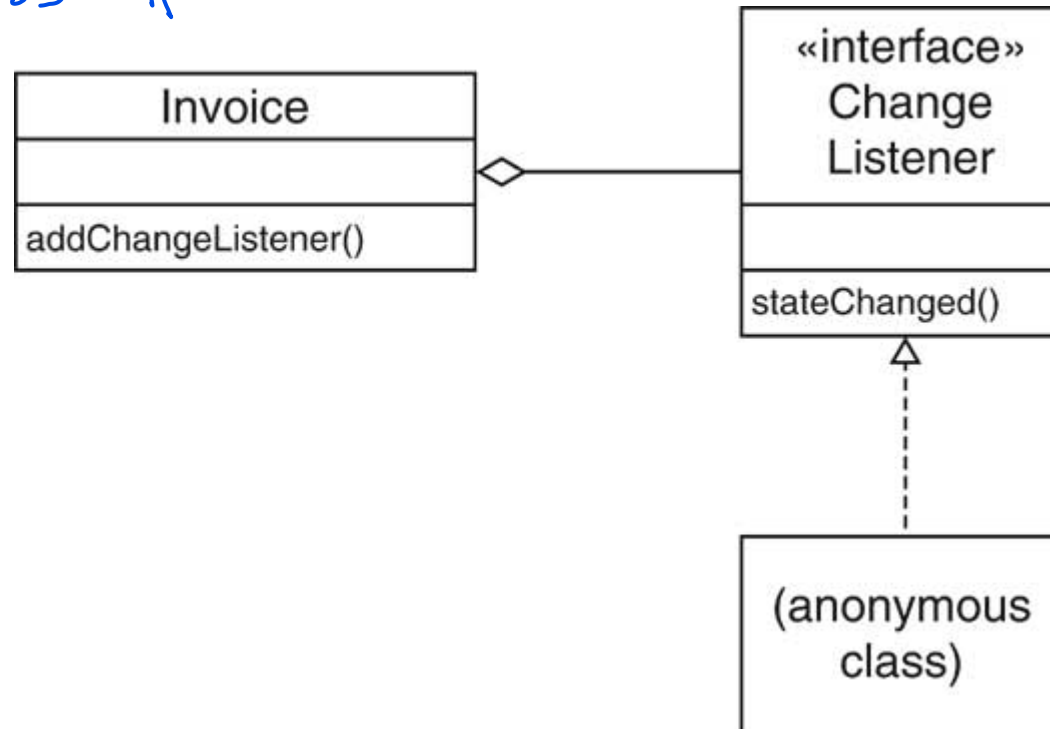 Invoice
addChangeListener()
«interface»
Change
Listener
stateChanged()
(anonymous
class)